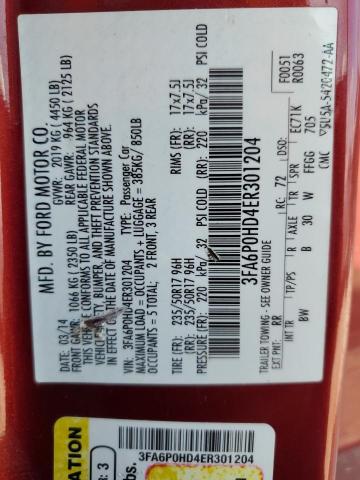 MFD. BY FORD MOTOR CO.
DATE: 03/14 GVWR: 2019 KG ( 4450 LB)
FRONT GAWR: 1066 KG ( 2350 LB) REAR GAWR: 964 KG ( 2125 LB)
THIS VEHICLE CONFORMS TO ALL APPLICABLE FEDERAL MOTOR
VEHICLE SAFETY, BUMPER AND THEFT PREVENTION STANDARDS
IN EFFECT ON THE DATE OF MANUFACTURE SHOWN ABOVE.
VIN: 3FA6P0HD4ER301204 TYPE: Passenger Car
MAXIMUM LOAD = OCCUPANTS + LUGGAGE = 385KG/ 850LB
OCCUPANTS = 5 TOTAL: 2 FRONT, 3 REAR
TIRE (FR): 235/50R17 96H RIMS (FR): 17x7.5J
(RR): 235/50R17 96H (RR): 17x7.5J
PRESSURE (FR): 220 kPa/ 32 PSI COLD (RR): 220 kPa/ 32 PSI COLD
3FA6P0HD4ER301204
TRAILER TOWING - SEE OWNER GUIDE
F0051
R0063
EXT PNT: RR RC: 72 DSO: EC71K
INT TR TP/PS R AXLE TR SPR
BW B 30 W FFGG 705
CMC
3FA6P0HD4ER301204
ATION
R: 3
bs.